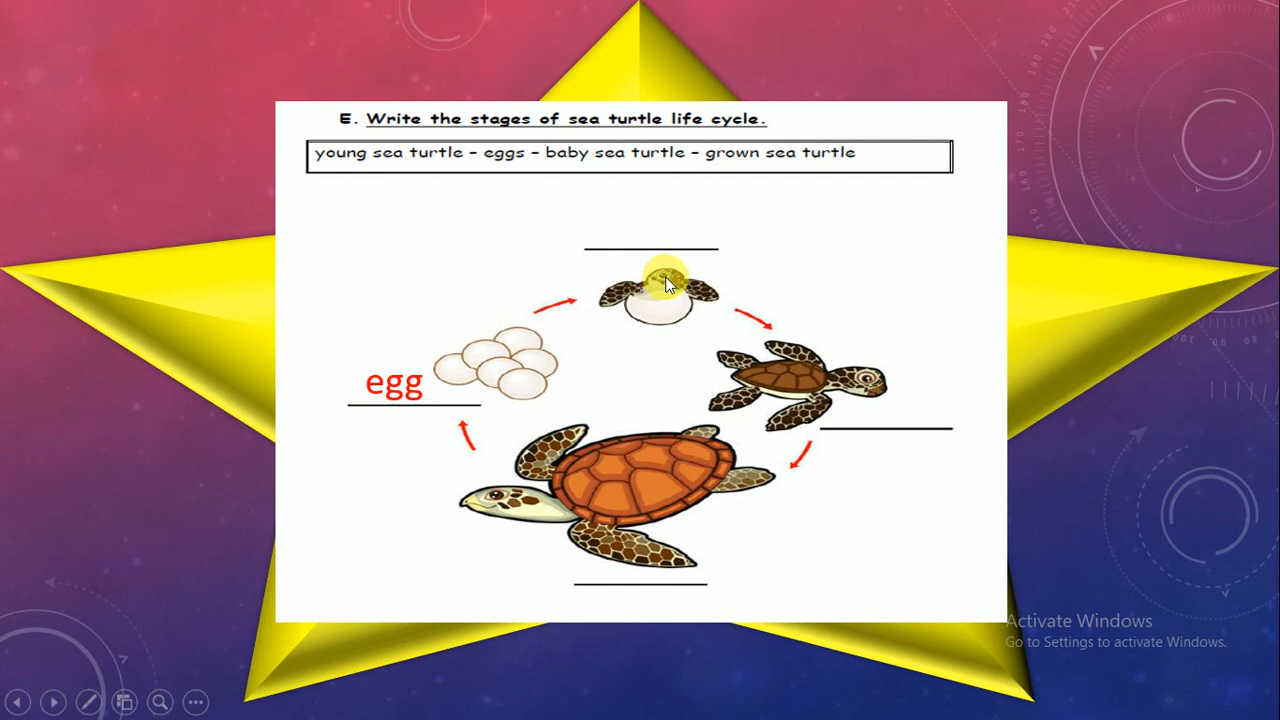 E. Write the stages of sea turtle life cycle.
young sea turtle – eggs – baby sea turtle – grown sea turtle
egg
Activate Windows
Go to Settings to activate Windows.